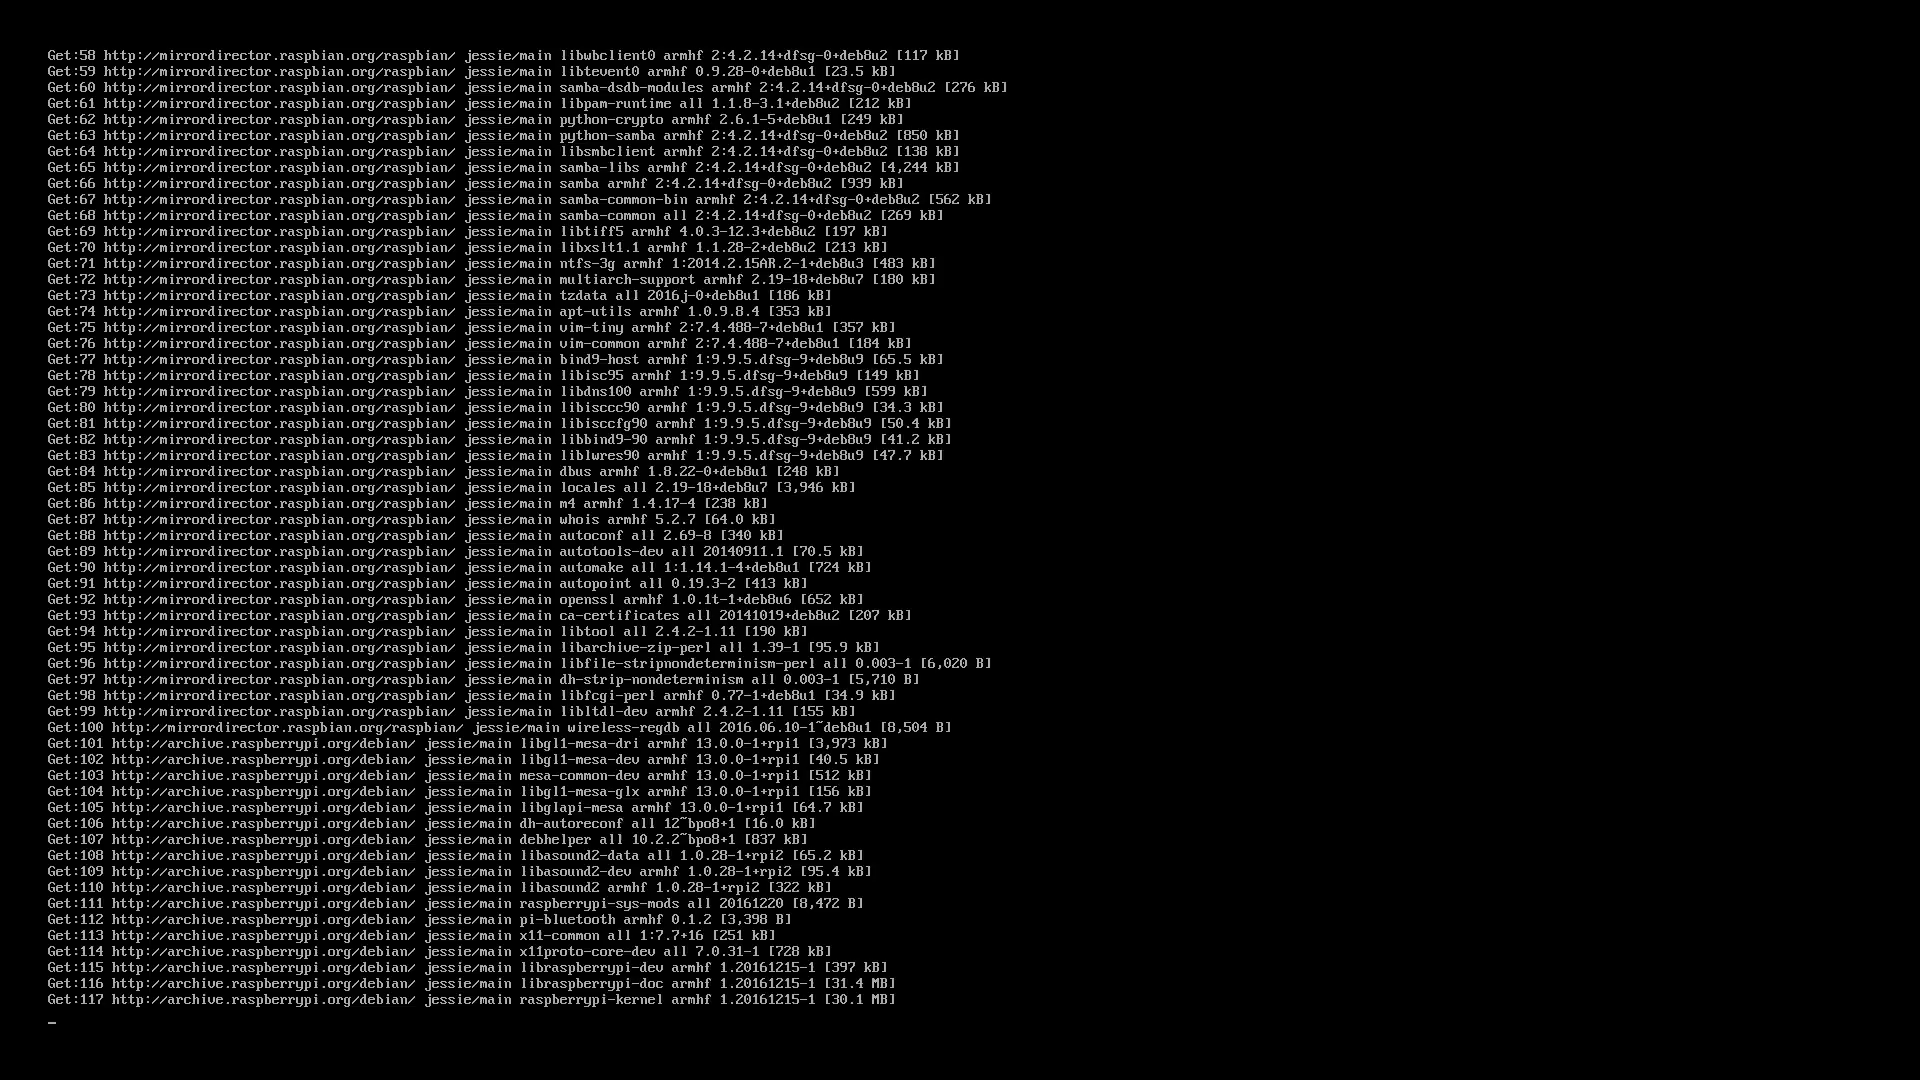 Get:58 http://mirrordirector.raspbian.org/raspbian/ jessie/main libwbclient0 armhf 2:4.2.14+dfsg-0+deb8u2 [117 kB]
Get:59 http://mirrordirector.raspbian.org/raspbian/ jessie/main libtevent0 armhf 0.9.28-0+deb8u1 [23.5 kB]
Get:60 http://mirrordirector.raspbian.org/raspbian/ jessie/main samba-dsdb-modules armhf 2:4.2.14+dfsg-0+deb8u2 [276 kB]
Get:61 http://mirrordirector.raspbian.org/raspbian/ jessie/main libpam-runtime all 1.1.8-3.1+deb8u2 [212 kB]
Get:62 http://mirrordirector.raspbian.org/raspbian/ jessie/main python-crypto armhf 2.6.1-5+deb8u1 [249 kB]
Get:63 http://mirrordirector.raspbian.org/raspbian/ jessie/main python-samba armhf 2:4.2.14+dfsg-0+deb8u2 [850 kB]
Get:64 http://mirrordirector.raspbian.org/raspbian/ jessie/main libsmbclient armhf 2:4.2.14+dfsg-0+deb8u2 [138 kB]
Get:65 http://mirrordirector.raspbian.org/raspbian/ jessie/main samba-libs armhf 2:4.2.14+dfsg-0+deb8u2 [4,244 kB]
Get:66 http://mirrordirector.raspbian.org/raspbian/ jessie/main samba armhf 2:4.2.14+dfsg-0+deb8u2 [939 kB]
Get:67 http://mirrordirector.raspbian.org/raspbian/ jessie/main samba-common-bin armhf 2:4.2.14+dfsg-0+deb8u2 [562 kB]
Get:68 http://mirrordirector.raspbian.org/raspbian/ jessie/main samba-common all 2:4.2.14+dfsg-0+deb8u2 [269 kB]
Get:69 http://mirrordirector.raspbian.org/raspbian/ jessie/main libtiff5 armhf 4.0.3-12.3+deb8u2 [197 kB]
Get:70 http://mirrordirector.raspbian.org/raspbian/ jessie/main libxslt1.1 armhf 1.1.28-2+deb8u2 [213 kB]
Get:71 http://mirrordirector.raspbian.org/raspbian/ jessie/main ntfs-3g armhf 1:2014.2.15AR.2-1+deb8u3 [483 kB]
Get:72 http://mirrordirector.raspbian.org/raspbian/ jessie/main multiarch-support armhf 2.19-18+deb8u7 [180 kB]
Get:73 http://mirrordirector.raspbian.org/raspbian/ jessie/main tzdata all 2016j-0+deb8u1 [186 kB]
Get:74 http://mirrordirector.raspbian.org/raspbian/ jessie/main apt-utils armhf 1.0.9.8.4 [353 kB]
Get:75 http://mirrordirector.raspbian.org/raspbian/ jessie/main vim-tiny armhf 2:7.4.488-7+deb8u1 [357 kB]
Get:76 http://mirrordirector.raspbian.org/raspbian/ jessie/main vim-common armhf 2:7.4.488-7+deb8u1 [184 kB]
Get:77 http://mirrordirector.raspbian.org/raspbian/ jessie/main bind9-host armhf 1:9.9.5.dfsg-9+deb8u9 [65.5 kB]
Get:78 http://mirrordirector.raspbian.org/raspbian/ jessie/main libisc95 armhf 1:9.9.5.dfsg-9+deb8u9 [149 kB]
Get:79 http://mirrordirector.raspbian.org/raspbian/ jessie/main libdns100 armhf 1:9.9.5.dfsg-9+deb8u9 [599 kB]
Get:80 http://mirrordirector.raspbian.org/raspbian/ jessie/main libisccc90 armhf 1:9.9.5.dfsg-9+deb8u9 [34.3 kB]
Get:81 http://mirrordirector.raspbian.org/raspbian/ jessie/main libisccfg90 armhf 1:9.9.5.dfsg-9+deb8u9 [50.4 kB]
Get:82 http://mirrordirector.raspbian.org/raspbian/ jessie/main libbind9-90 armhf 1:9.9.5.dfsg-9+deb8u9 [41.2 kB]
Get:83 http://mirrordirector.raspbian.org/raspbian/ jessie/main liblwres90 armhf 1:9.9.5.dfsg-9+deb8u9 [47.7 kB]
Get:84 http://mirrordirector.raspbian.org/raspbian/ jessie/main dbus armhf 1.8.22-0+deb8u1 [248 kB]
Get:85 http://mirrordirector.raspbian.org/raspbian/ jessie/main locales all 2.19-18+deb8u7 [3,946 kB]
Get:86 http://mirrordirector.raspbian.org/raspbian/ jessie/main m4 armhf 1.4.17-4 [238 kB]
Get:87 http://mirrordirector.raspbian.org/raspbian/ jessie/main whois armhf 5.2.7 [64.0 kB]
Get:88 http://mirrordirector.raspbian.org/raspbian/ jessie/main autoconf all 2.69-8 [340 kB]
Get:89 http://mirrordirector.raspbian.org/raspbian/ jessie/main autotools-dev all 20140911.1 [70.5 kB]
Get:90 http://mirrordirector.raspbian.org/raspbian/ jessie/main automake all 1:1.14.1-4+deb8u1 [724 kB]
Get:91 http://mirrordirector.raspbian.org/raspbian/ jessie/main autopoint all 0.19.3-2 [413 kB]
Get:92 http://mirrordirector.raspbian.org/raspbian/ jessie/main openssl armhf 1.0.1t-1+deb8u6 [652 kB]
Get:93 http://mirrordirector.raspbian.org/raspbian/ jessie/main ca-certificates all 20141019+deb8u2 [207 kB]
Get:94 http://mirrordirector.raspbian.org/raspbian/ jessie/main libtool all 2.4.2-1.11 [190 kB]
Get:95 http://mirrordirector.raspbian.org/raspbian/ jessie/main libarchive-zip-perl all 1.39-1 [95.9 kB]
Get:96 http://mirrordirector.raspbian.org/raspbian/ jessie/main libfile-stripnondeterminism-perl all 0.003-1 [6,020 B]
Get:97 http://mirrordirector.raspbian.org/raspbian/ jessie/main dh-strip-nondeterminism all 0.003-1 [5,710 B]
Get:98 http://mirrordirector.raspbian.org/raspbian/ jessie/main libfcgi-perl armhf 0.77-1+deb8u1 [34.9 kB]
Get:99 http://mirrordirector.raspbian.org/raspbian/ jessie/main libltdl-dev armhf 2.4.2-1.11 [155 kB]
Get:100 http://mirrordirector.raspbian.org/raspbian/ jessie/main wireless-regdb all 2016.06.10-1~deb8u1 [8,504 B]
Get:101 http://archive.raspberrypi.org/debian/ jessie/main libgl1-mesa-dri armhf 13.0.0-1+rpi1 [3,973 kB]
Get:102 http://archive.raspberrypi.org/debian/ jessie/main libgl1-mesa-dev armhf 13.0.0-1+rpi1 [40.5 kB]
Get:103 http://archive.raspberrypi.org/debian/ jessie/main mesa-common-dev armhf 13.0.0-1+rpi1 [512 kB]
Get:104 http://archive.raspberrypi.org/debian/ jessie/main libgl1-mesa-glx armhf 13.0.0-1+rpi1 [156 kB]
Get:105 http://archive.raspberrypi.org/debian/ jessie/main libglapi-mesa armhf 13.0.0-1+rpi1 [64.7 kB]
Get:106 http://archive.raspberrypi.org/debian/ jessie/main dh-autoreconf all 12~bpo8+1 [16.0 kB]
Get:107 http://archive.raspberrypi.org/debian/ jessie/main debhelper all 10.2.2~bpo8+1 [837 kB]
Get:108 http://archive.raspberrypi.org/debian/ jessie/main libasound2-data all 1.0.28-1+rpi2 [65.2 kB]
Get:109 http://archive.raspberrypi.org/debian/ jessie/main libasound2-dev armhf 1.0.28-1+rpi2 [95.4 kB]
Get:110 http://archive.raspberrypi.org/debian/ jessie/main libasound2 armhf 1.0.28-1+rpi2 [322 kB]
Get:111 http://archive.raspberrypi.org/debian/ jessie/main raspberrypi-sys-mods all 20161220 [8,472 B]
Get:112 http://archive.raspberrypi.org/debian/ jessie/main pi-bluetooth armhf 0.1.2 [3,398 B]
Get:113 http://archive.raspberrypi.org/debian/ jessie/main x11-common all 1:7.7+16 [251 kB]
Get:114 http://archive.raspberrypi.org/debian/ jessie/main x11proto-core-dev all 7.0.31-1 [728 kB]
Get:115 http://archive.raspberrypi.org/debian/ jessie/main libraspberrypi-dev armhf 1.20161215-1 [397 kB]
Get:116 http://archive.raspberrypi.org/debian/ jessie/main libraspberrypi-doc armhf 1.20161215-1 [31.4 MB]
Get:117 http://archive.raspberrypi.org/debian/ jessie/main raspberrypi-kernel armhf 1.20161215-1 [30.1 MB]